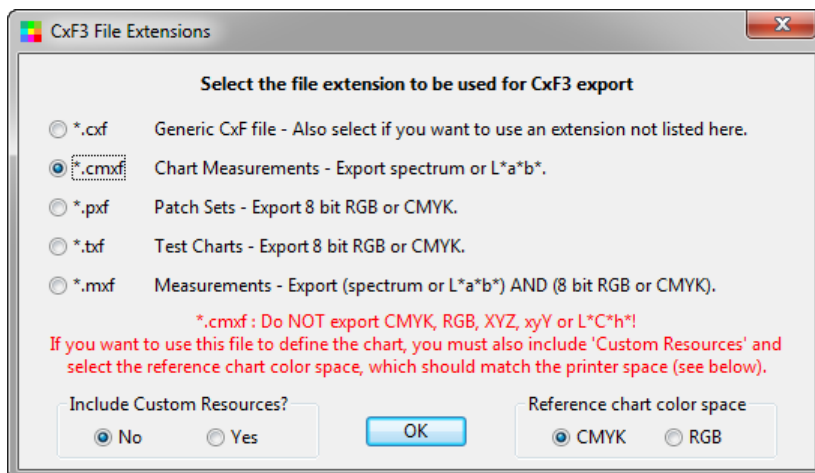 CxF3 File Extensions
Select the file extension to be used for CxF3 export
*.cxf Generic CxF file - Also select if you want to use an extension not listed here.
*.cmxf Chart Measurements - Export spectrum or L*a*b*.
*.pxf Patch Sets - Export 8 bit RGB or CMYK.
*.txf Test Charts - Export 8 bit RGB or CMYK.
*.mxf Measurements - Export (spectrum or L*a*b*) AND (8 bit RGB or CMYK).
*.cmxf : Do NOT export CMYK, RGB, XYZ, xyY or L*C*h*!
If you want to use this file to define the chart, you must also include 'Custom Resources' and
select the reference chart color space, which should match the printer space (see below).
Include Custom Resources?
No Yes
OK
Reference chart color space
CMYK RGB